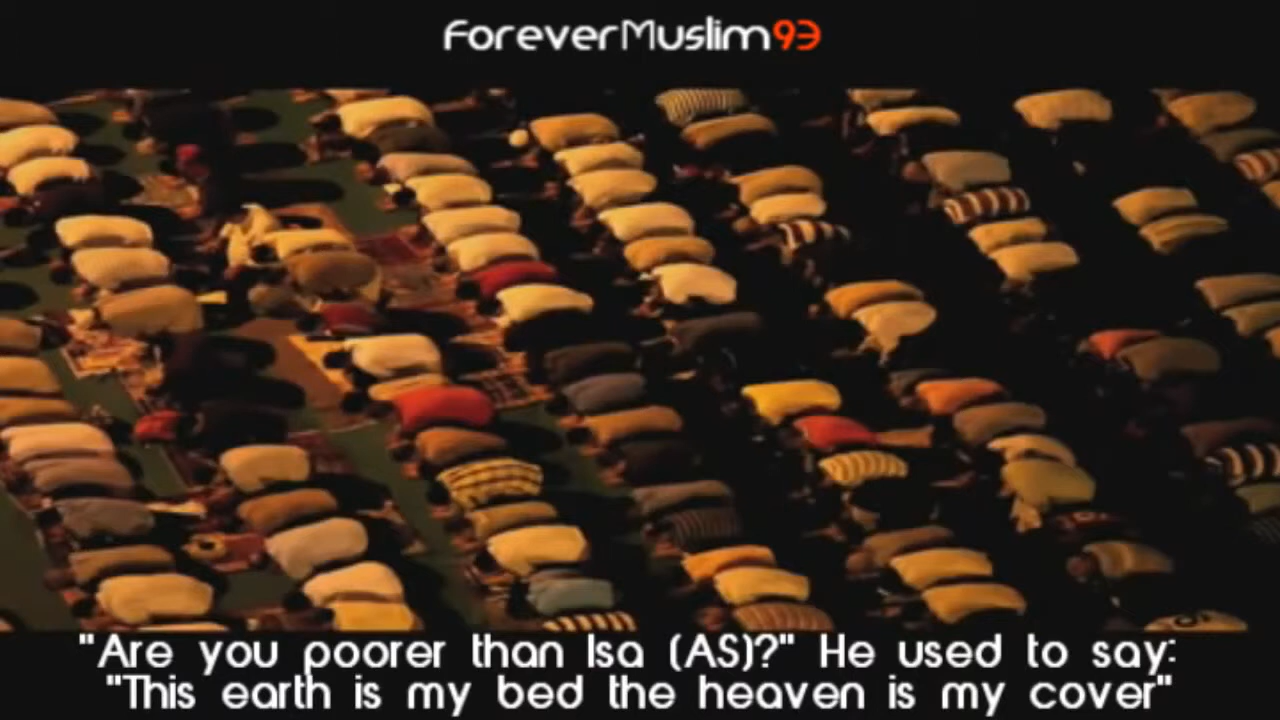 ForeverMuslim93
"Are you poorer than Isa (AS)?" He used to say:
"This earth is my bed the heaven is my cover"